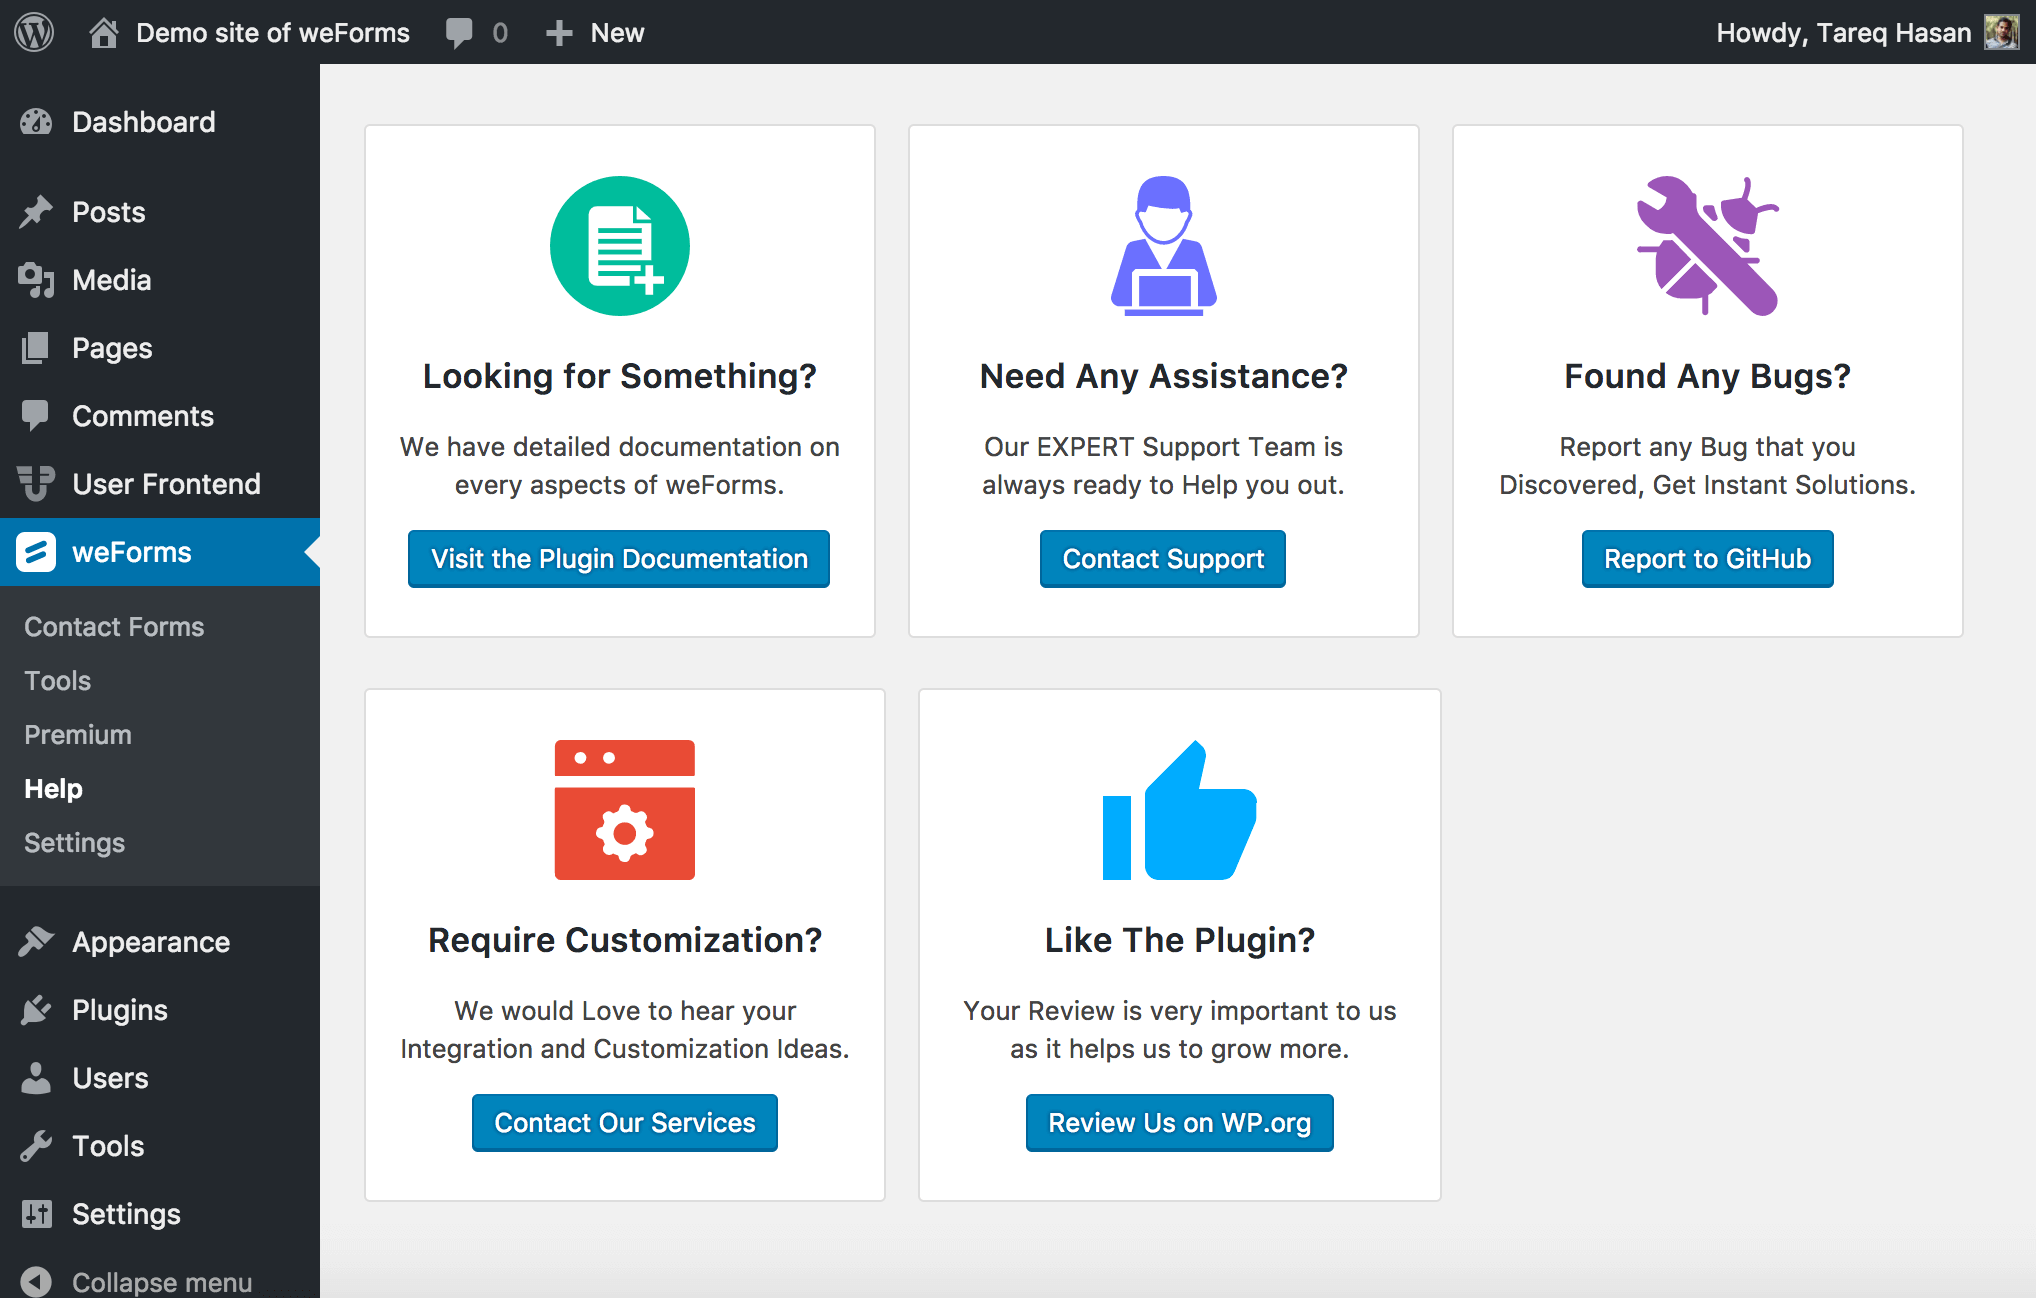 Demo site of weForms
0
New
Howdy, Tareq Hasan
Dashboard
Posts
Media
Pages
Comments
User Frontend
weForms
Contact Forms
Tools
Premium
Help
Settings
Appearance
Plugins
Users
Tools
Settings
Collapse menu
Looking for Something?
We have detailed documentation on
every aspects of weForms.
Visit the Plugin Documentation
Need Any Assistance?
Our EXPERT Support Team is
always ready to Help you out.
Contact Support
Found Any Bugs?
Report any Bug that you
Discovered, Get Instant Solutions.
Report to GitHub
Require Customization?
We would Love to hear your
Integration and Customization Ideas.
Contact Our Services
Like The Plugin?
Your Review is very important to us
as it helps us to grow more.
Review Us on WP.org